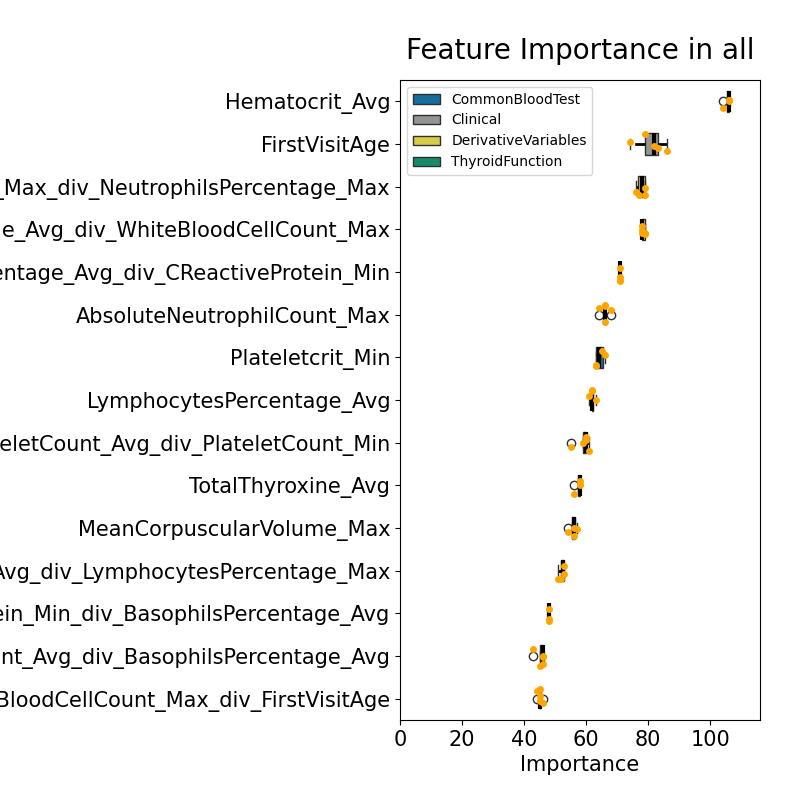 Feature Importance in all
Hematocrit_Avg
FirstVisitAge
_Max_div_NeutrophilsPercentage_Max
e_Avg_div_WhiteBloodCellCount_Max
entage_Avg_div_CReactiveProtein_Min
AbsoluteNeutrophilCount_Max
Plateletcrit_Min
LymphocytesPercentage_Avg
eletCount_Avg_div_PlateletCount_Min
TotalThyroxine_Avg
MeanCorpuscularVolume_Max
Avg_div_LymphocytesPercentage_Max
ein_Min_div_BasophilsPercentage_Avg
nt_Avg_div_BasophilsPercentage_Avg
BloodCellCount_Max_div_FirstVisitAge
CommonBloodTest
Clinical
DerivativeVariables
ThyroidFunction
0 20 40 60 80 100
Importance